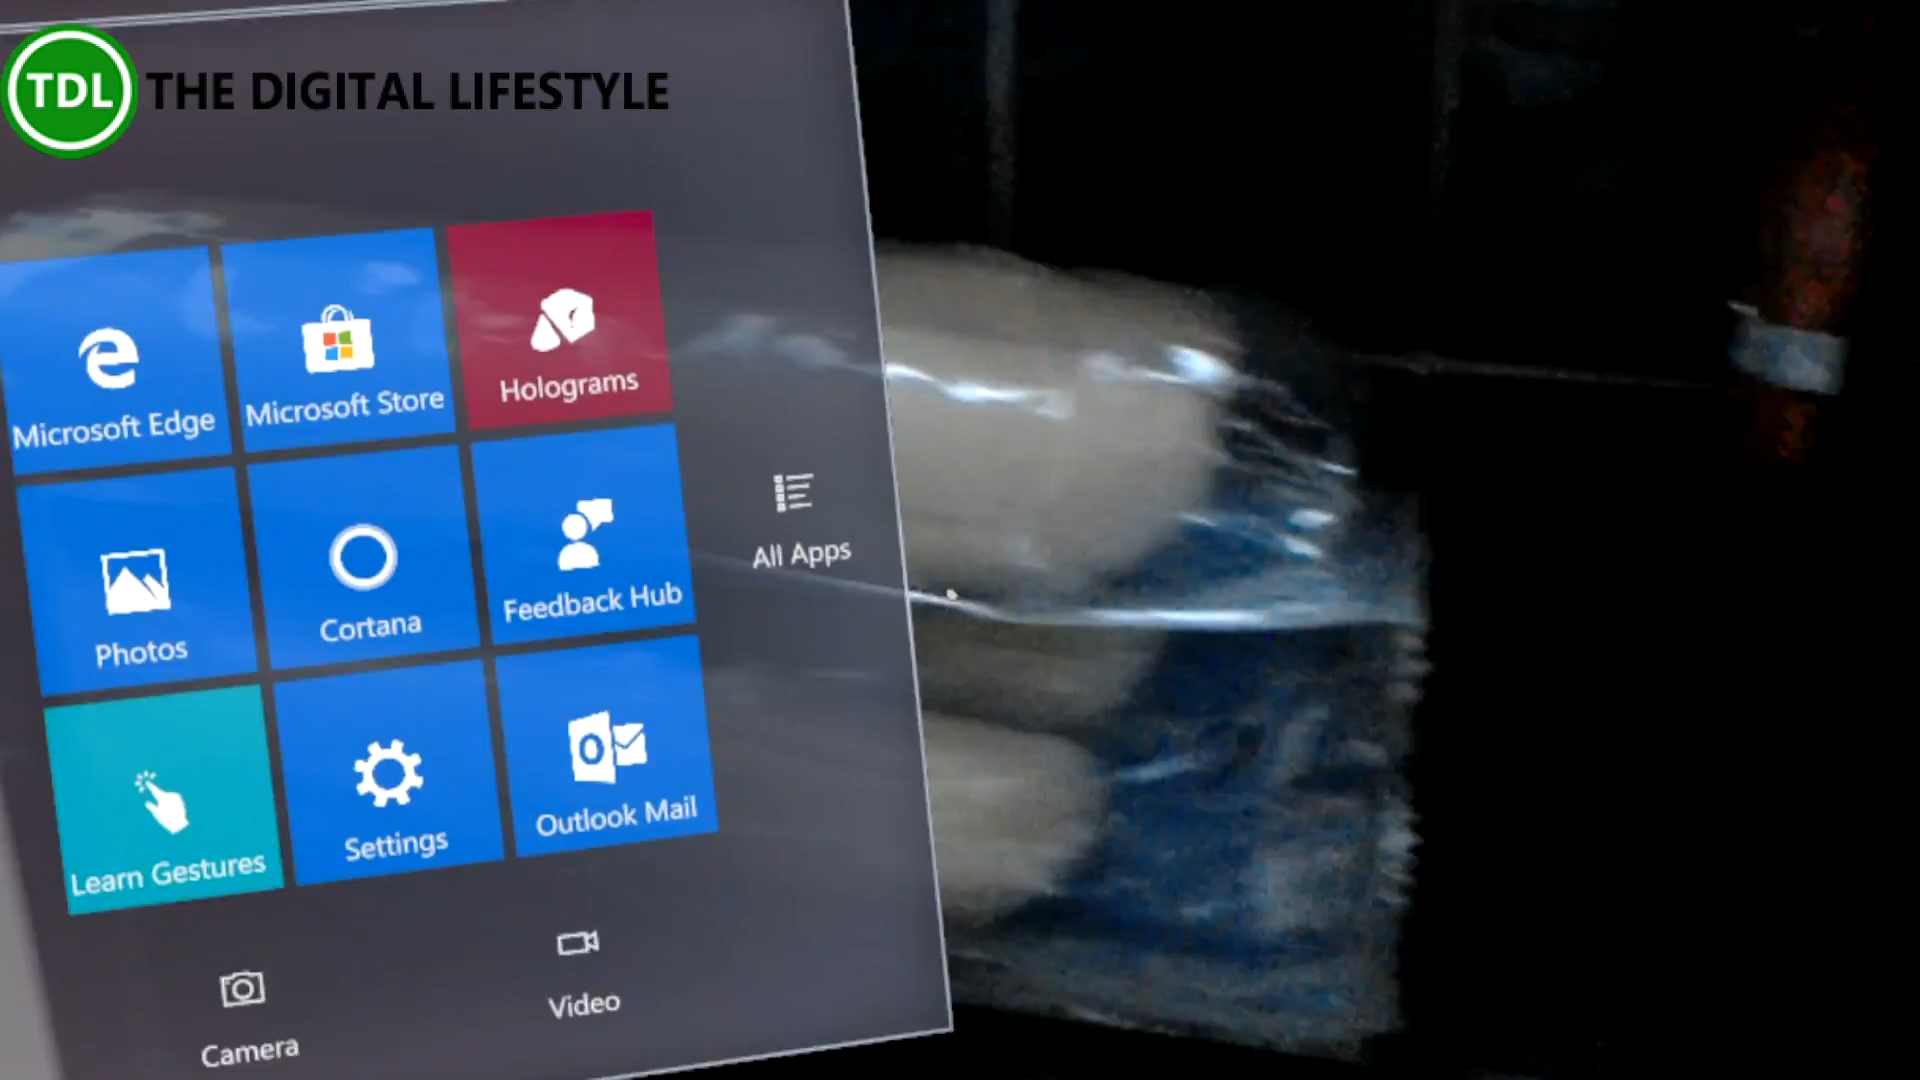 TDL THE DIGITAL LIFESTYLE
Microsoft Edge
Microsoft Store
Holograms
Photos
Cortana
Feedback Hub
All Apps
Learn Gestures
Settings
Outlook Mail
Camera
Video